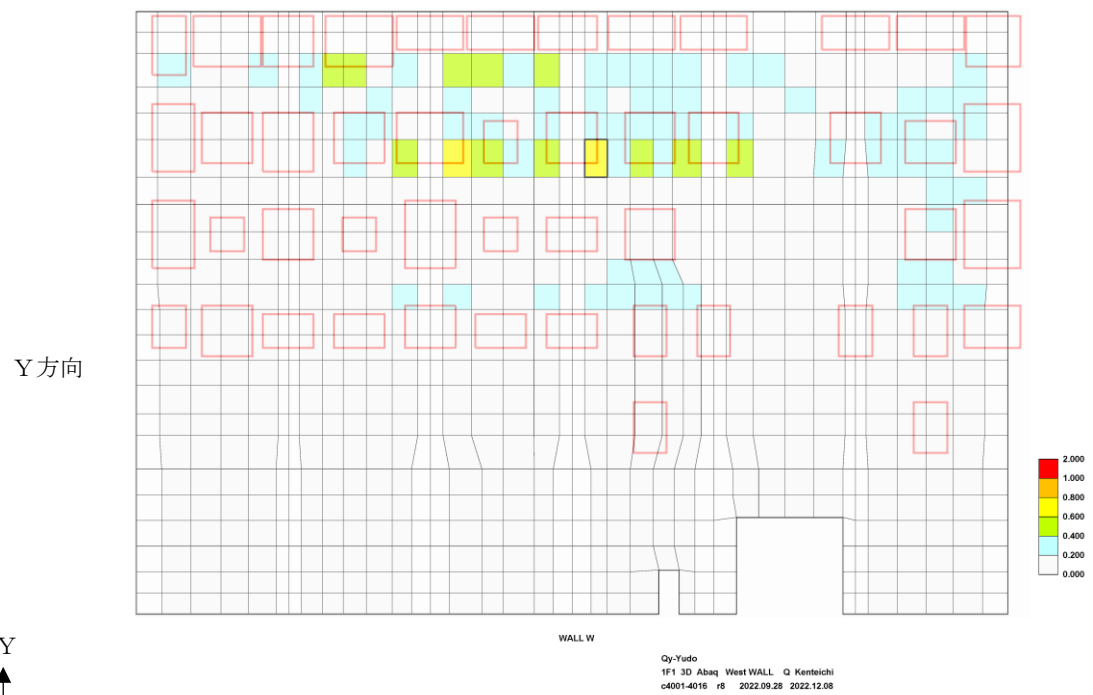 Ｙ方向
2.000
1.000
0.800
0.600
0.400
0.200
0.000
WALL W
Y
Qy-Yudo
1F1 3D Abaq West WALL Q Kenteichi
c4001-4016 r8 2022.09.28 2022.12.08